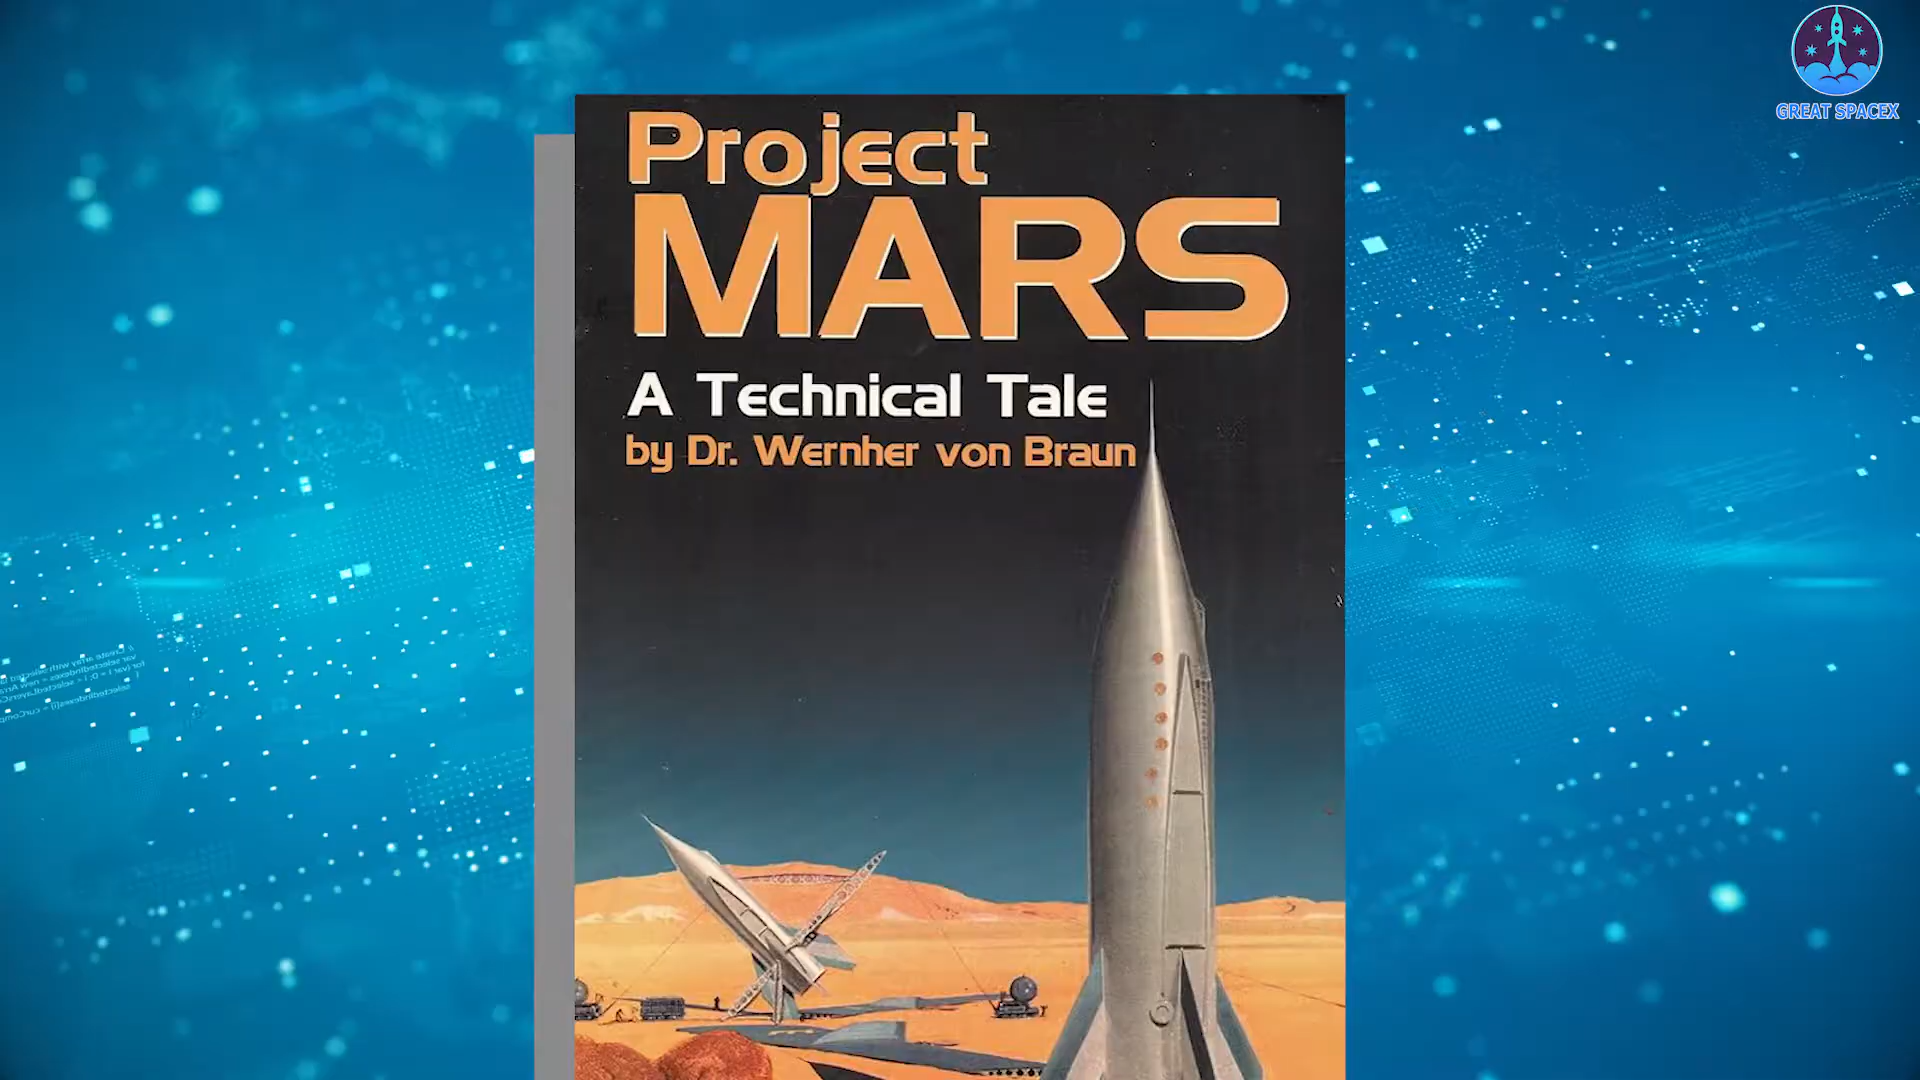 GREAT SPACEX
Project
MARS
A Technical Tale
by Dr. Wernher von Braun